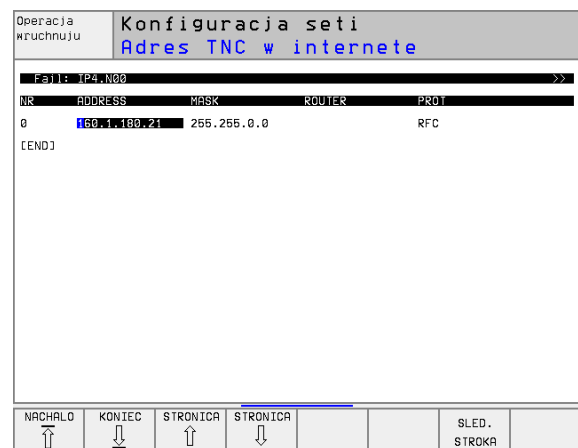 Operacja
wruchnuju
Konfiguracja seti
Adres TNC w internete
Fajl: IP4.N00 >>
NR ADDRESS MASK ROUTER PROT
0 160.1.180.21 255.255.0.0 RFC
[END]
NACHALO KONIEC STRONICA STRONICA SLED.
STROKA